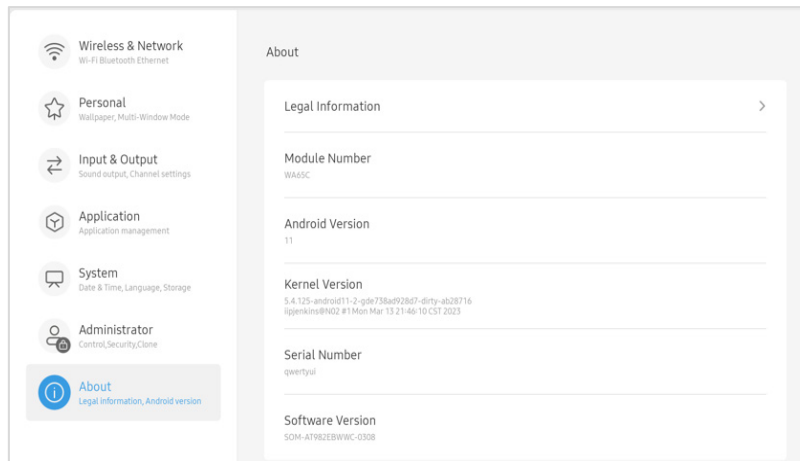 Wireless & Network
Wi-Fi Bluetooth Ethernet
Personal
Wallpaper, Multi-Window Mode
Input & Output
Sound output, Channel settings
Application
Application management
System
Date & Time, Language, Storage
Administrator
Control,Security,Clone
About
Legal information, Android version
About
Legal Information
Module Number
WA65C
Android Version
11
Kernel Version
5.4.125-android11-2-gde738ad928d7-dirty-ab28716
iipjenkins@N02 #1 Mon Mar 13 21:46:10 CST 2023
Serial Number
qwertyui
Software Version
SOM-AT982EBWWC-0308